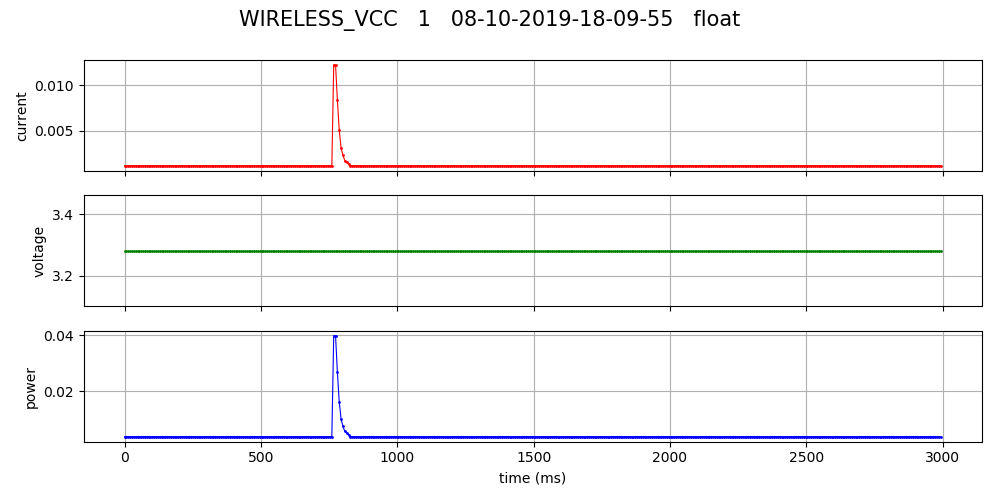 WIRELESS_VCC 1 08-10-2019-18-09-55 float
0.010
0.005
current
3.4
3.2
voltage
0.04
0.02
power
0 500 1000 1500 2000 2500 3000
time (ms)